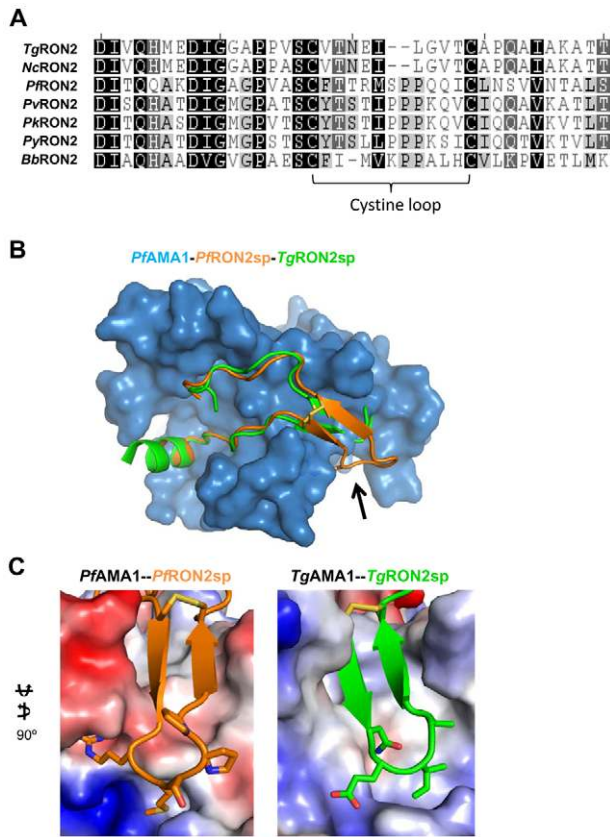 A
TgRON2 DIVQHMEDIGGAPPVSCVTNEI--LGVTCAPQAIAKATT
NcRON2 DIVQHMEDIGGAPPVSCVTNEI--LGVTCAPQAIAKATT
PfRON2 DITQQAKDIGAGPVASCFTTRMSPPQQICLNSVVNTALS
PvRON2 DISQHATDIGMGPATSCYTSTIPPPKQVCIQQAVKATLT
PkRON2 DITQHASDIGMGPVTSCYTSTIPPPKQVCIQQAVKVTLT
PyRON2 DITQHATDIGMGPSTSCYTSLLPPPKSICIQQTVKTVLT
BbRON2 DIAQHAADVGVGPAESCFI-MVKPPALHCVLKPVETLMK
Cystine loop
B
PfAMA1-PfRON2sp-TgRON2sp
C
PfAMA1--PfRON2sp TgAMA1--TgRON2sp
90º